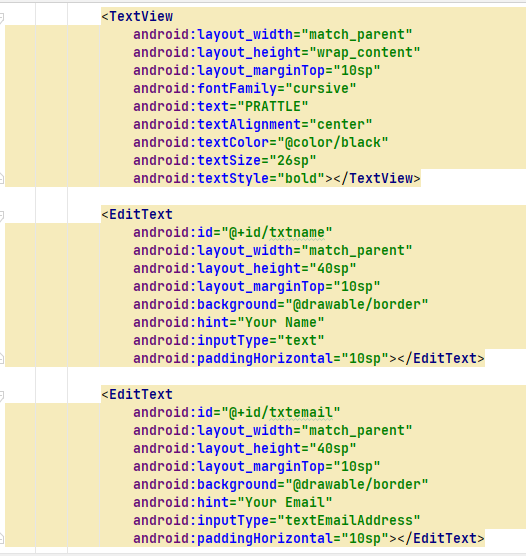 <TextView
android:layout_width="match_parent"
android:layout_height="wrap_content"
android:layout_marginTop="10sp"
android:fontFamily="cursive"
android:text="PRATTLE"
android:textAlignment="center"
android:textColor="@color/black"
android:textSize="26sp"
android:textStyle="bold"></TextView>
<EditText
android:id="@+id/txtname"
android:layout_width="match_parent"
android:layout_height="40sp"
android:layout_marginTop="10sp"
android:background="@drawable/border"
android:hint="Your Name"
android:inputType="text"
android:paddingHorizontal="10sp"></EditText>
<EditText
android:id="@+id/txtemail"
android:layout_width="match_parent"
android:layout_height="40sp"
android:layout_marginTop="10sp"
android:background="@drawable/border"
android:hint="Your Email"
android:inputType="textEmailAddress"
android:paddingHorizontal="10sp"></EditText>